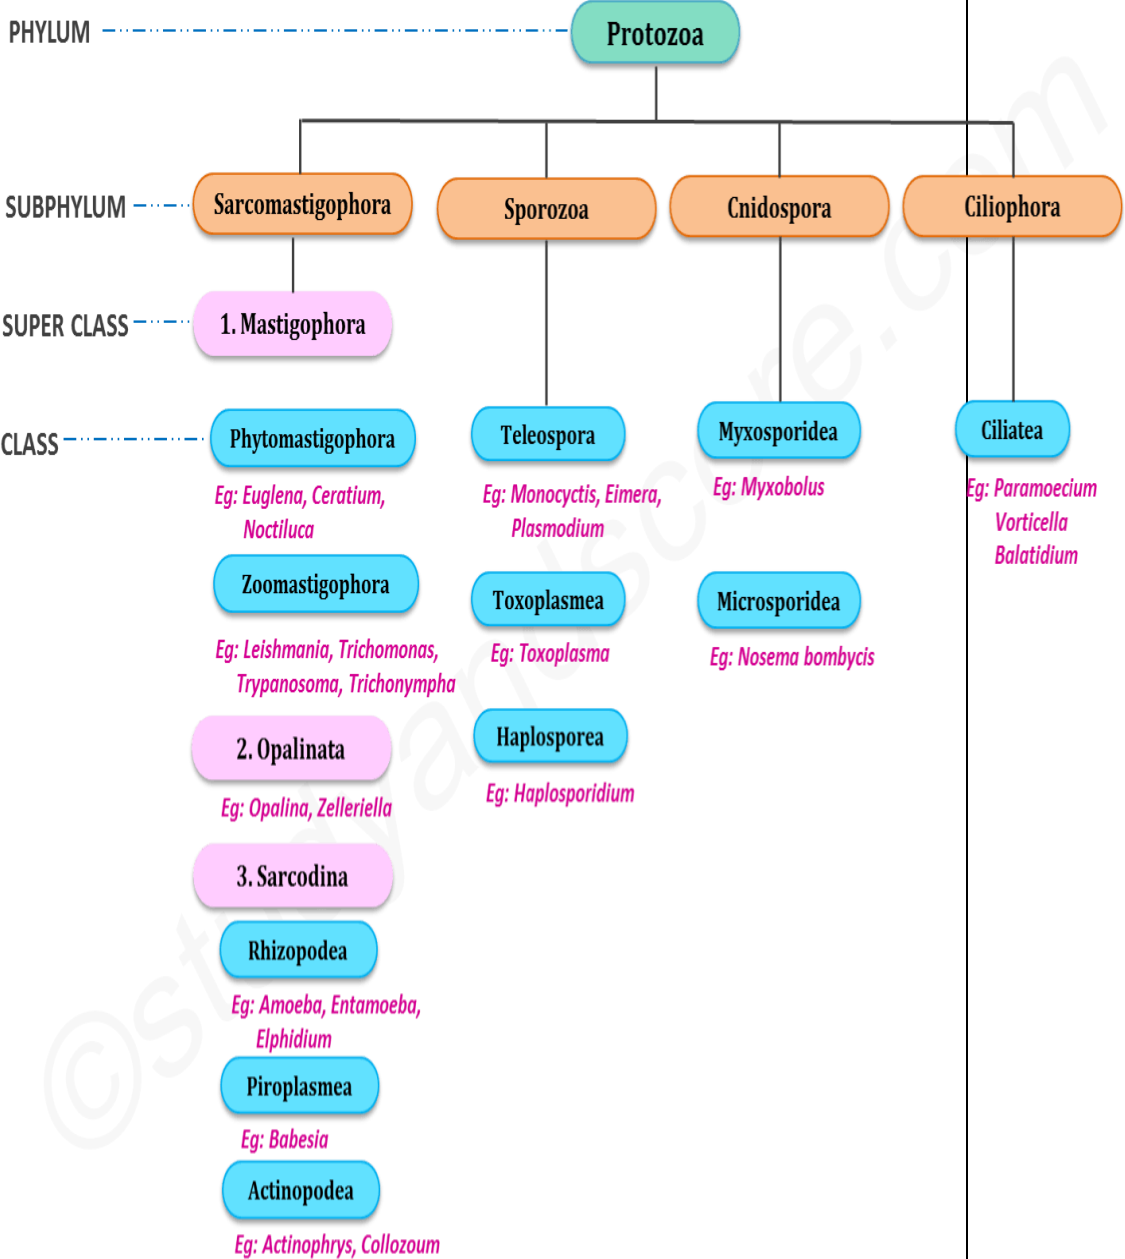 PHYLUM
Protozoa
SUBPHYLUM
Sarcomastigophora
Sporozoa
Cnidospora
Ciliophora
SUPER CLASS
1. Mastigophora
CLASS
Phytomastigophora
Eg: Euglena, Ceratium,
Noctiluca
Zoomastigophora
Eg: Leishmania, Trichomonas,
Trypanosoma, Trichonympha
2. Opalinata
Eg: Opalina, Zelleriella
3. Sarcodina
Rhizopodea
Eg: Amoeba, Entamoeba,
Elphidium
Piroplasmea
Eg: Babesia
Actinopodea
Eg: Actinophrys, Collozoum
Teleospora
Eg: Monocyctis, Eimera,
Plasmodium
Toxoplasmea
Eg: Toxoplasma
Haplosporea
Eg: Haplosporidium
Myxosporidea
Eg: Myxobolus
Microsporidea
Eg: Nosema bombycis
Ciliatea
Eg: Paramoecium
Vorticella
Balatidium
©studyandscore.com